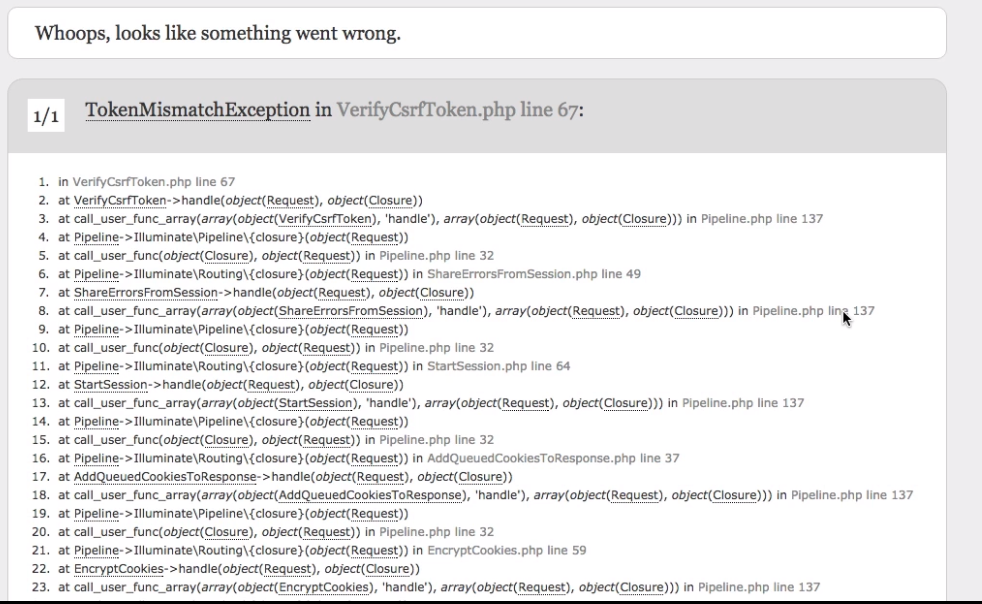 Whoops, looks like something went wrong.
1/1 TokenMismatchException in VerifyCsrfToken.php line 67:
1. in VerifyCsrfToken.php line 67
2. at VerifyCsrfToken->handle(object(Request), object(Closure))
3. at call_user_func_array(array(object(VerifyCsrfToken), 'handle'), array(object(Request), object(Closure))) in Pipeline.php line 137
4. at Pipeline->Illuminate\Pipeline\{closure}(object(Request))
5. at call_user_func(object(Closure), object(Request)) in Pipeline.php line 32
6. at Pipeline->Illuminate\Routing\{closure}(object(Request)) in ShareErrorsFromSession.php line 49
7. at ShareErrorsFromSession->handle(object(Request), object(Closure))
8. at call_user_func_array(array(object(ShareErrorsFromSession), 'handle'), array(object(Request), object(Closure))) in Pipeline.php line 137
9. at Pipeline->Illuminate\Pipeline\{closure}(object(Request))
10. at call_user_func(object(Closure), object(Request)) in Pipeline.php line 32
11. at Pipeline->Illuminate\Routing\{closure}(object(Request)) in StartSession.php line 64
12. at StartSession->handle(object(Request), object(Closure))
13. at call_user_func_array(array(object(StartSession), 'handle'), array(object(Request), object(Closure))) in Pipeline.php line 137
14. at Pipeline->Illuminate\Pipeline\{closure}(object(Request))
15. at call_user_func(object(Closure), object(Request)) in Pipeline.php line 32
16. at Pipeline->Illuminate\Routing\{closure}(object(Request)) in AddQueuedCookiesToResponse.php line 37
17. at AddQueuedCookiesToResponse->handle(object(Request), object(Closure))
18. at call_user_func_array(array(object(AddQueuedCookiesToResponse), 'handle'), array(object(Request), object(Closure))) in Pipeline.php line 137
19. at Pipeline->Illuminate\Pipeline\{closure}(object(Request))
20. at call_user_func(object(Closure), object(Request)) in Pipeline.php line 32
21. at Pipeline->Illuminate\Routing\{closure}(object(Request)) in EncryptCookies.php line 59
22. at EncryptCookies->handle(object(Request), object(Closure))
23. at call_user_func_array(array(object(EncryptCookies), 'handle'), array(object(Request), object(Closure))) in Pipeline.php line 137